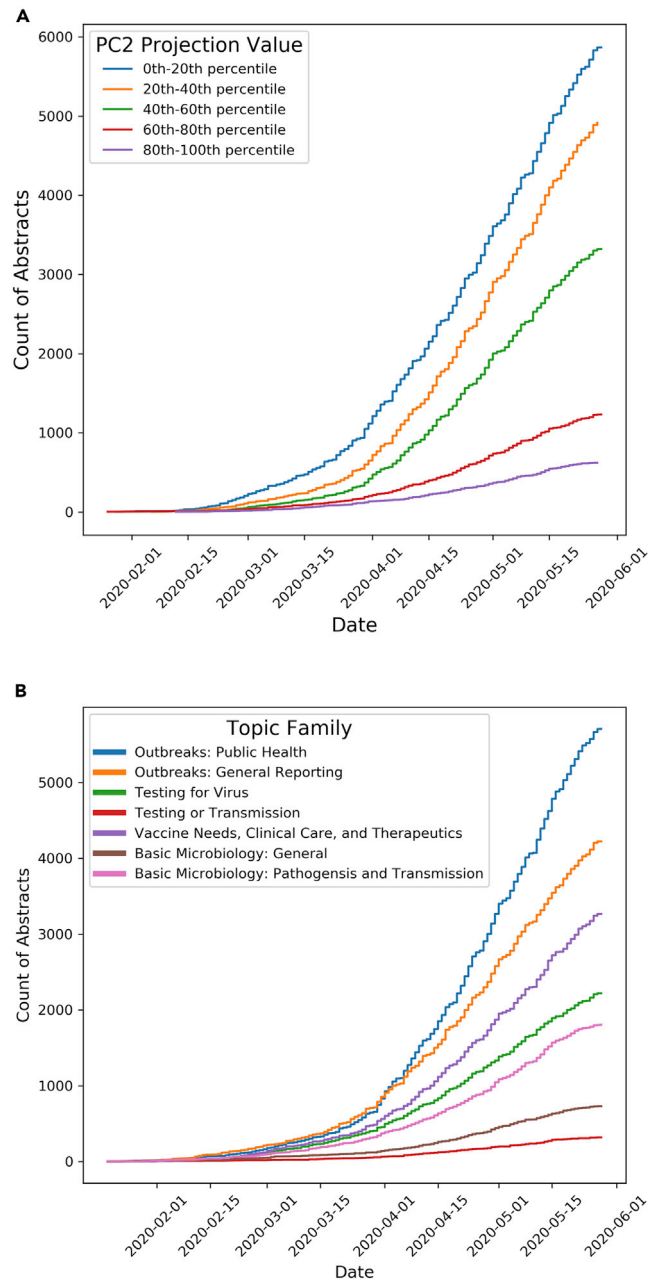 A
PC2 Projection Value
0th-20th percentile
20th-40th percentile
40th-60th percentile
60th-80th percentile
80th-100th percentile
6000
5000
4000
3000
2000
1000
0
Count of Abstracts
2020-02-01
2020-02-15
2020-03-01
2020-03-15
2020-04-01
2020-04-15
2020-05-01
2020-05-15
2020-06-01
Date
B
Topic Family
Outbreaks: Public Health
Outbreaks: General Reporting
Testing for Virus
Testing or Transmission
Vaccine Needs, Clinical Care, and Therapeutics
Basic Microbiology: General
Basic Microbiology: Pathogensis and Transmission
5000
4000
3000
2000
1000
0
Count of Abstracts
2020-02-01
2020-02-15
2020-03-01
2020-03-15
2020-04-01
2020-04-15
2020-05-01
2020-05-15
2020-06-01
Date